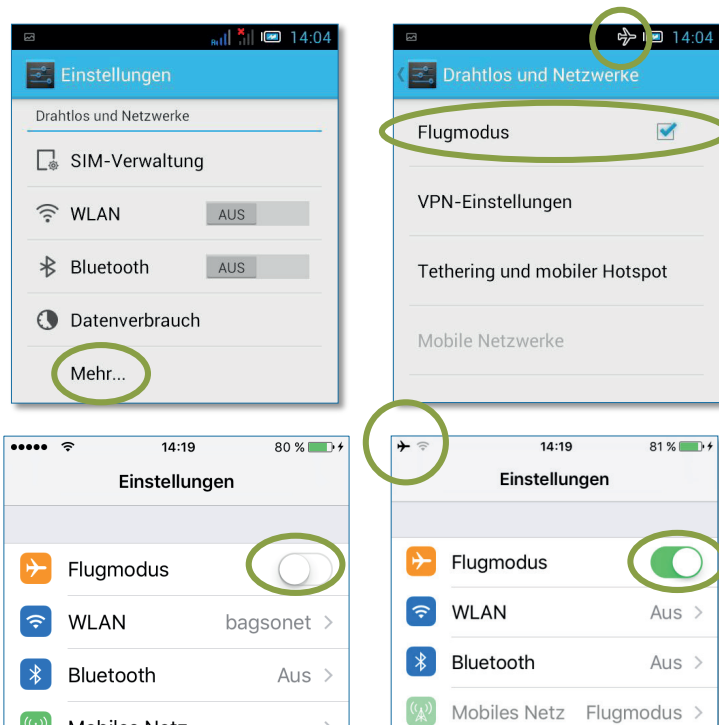 14:04
Einstellungen
Drahtlos und Netzwerke
SIM-Verwaltung
WLAN AUS
Bluetooth AUS
Datenverbrauch
Mehr...
14:04
Drahtlos und Netzwerke
Flugmodus
VPN-Einstellungen
Tethering und mobiler Hotspot
Mobile Netzwerke
14:19 80 %
Einstellungen
Flugmodus
WLAN bagsonet
Bluetooth Aus
Mobiles Netz
14:19 81 %
Einstellungen
Flugmodus
WLAN Aus
Bluetooth Aus
Mobiles Netz Flugmodus